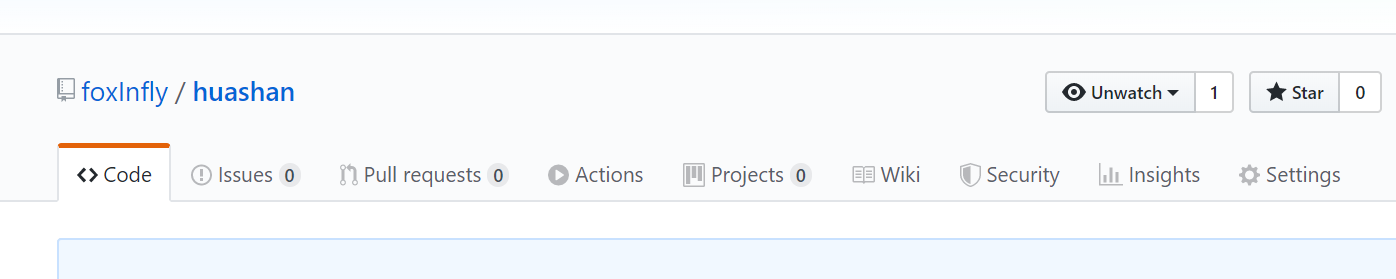 foxInfly / huashan Unwatch 1 Star 0
Code Issues 0 Pull requests 0 Actions Projects 0 Wiki Security Insights Settings